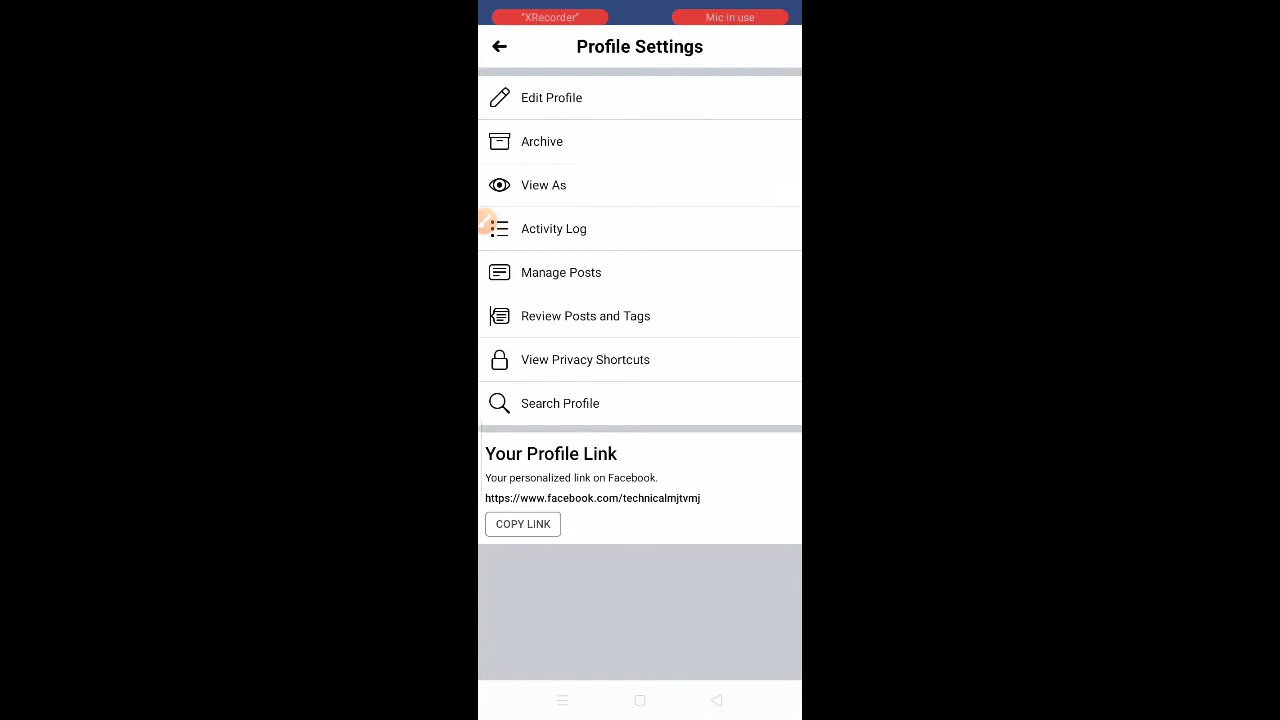 "XRecorder"
Mic in use
Profile Settings
Edit Profile
Archive
View As
Activity Log
Manage Posts
Review Posts and Tags
View Privacy Shortcuts
Search Profile
Your Profile Link
Your personalized link on Facebook.
https://www.facebook.com/technicalmjtvmj
COPY LINK